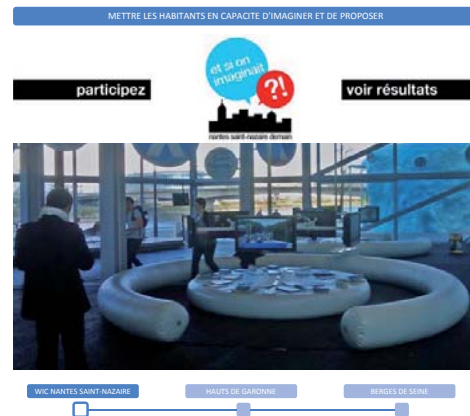 METTRE LES HABITANTS EN CAPACITE D'IMAGINER ET DE PROPOSER
et si on
imaginait
?!
participez
voir résultats
nantes saint-nazaire demain
WIC NANTES SAINT-NAZAIRE
HAUTS DE GARONNE
BERGES DE SEINE